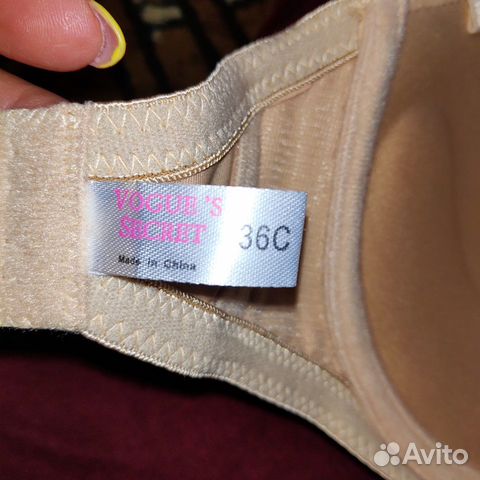 VOGUE'S
SECRET
36C
Made in China
Avito